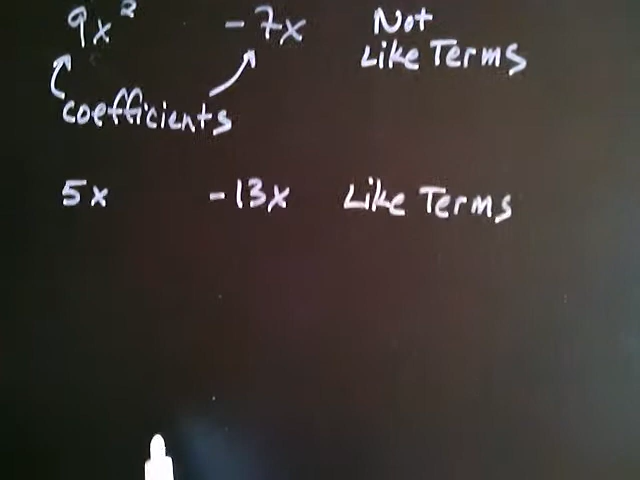 9x² -7x Not
Like Terms
coefficients
5x -13x Like Terms